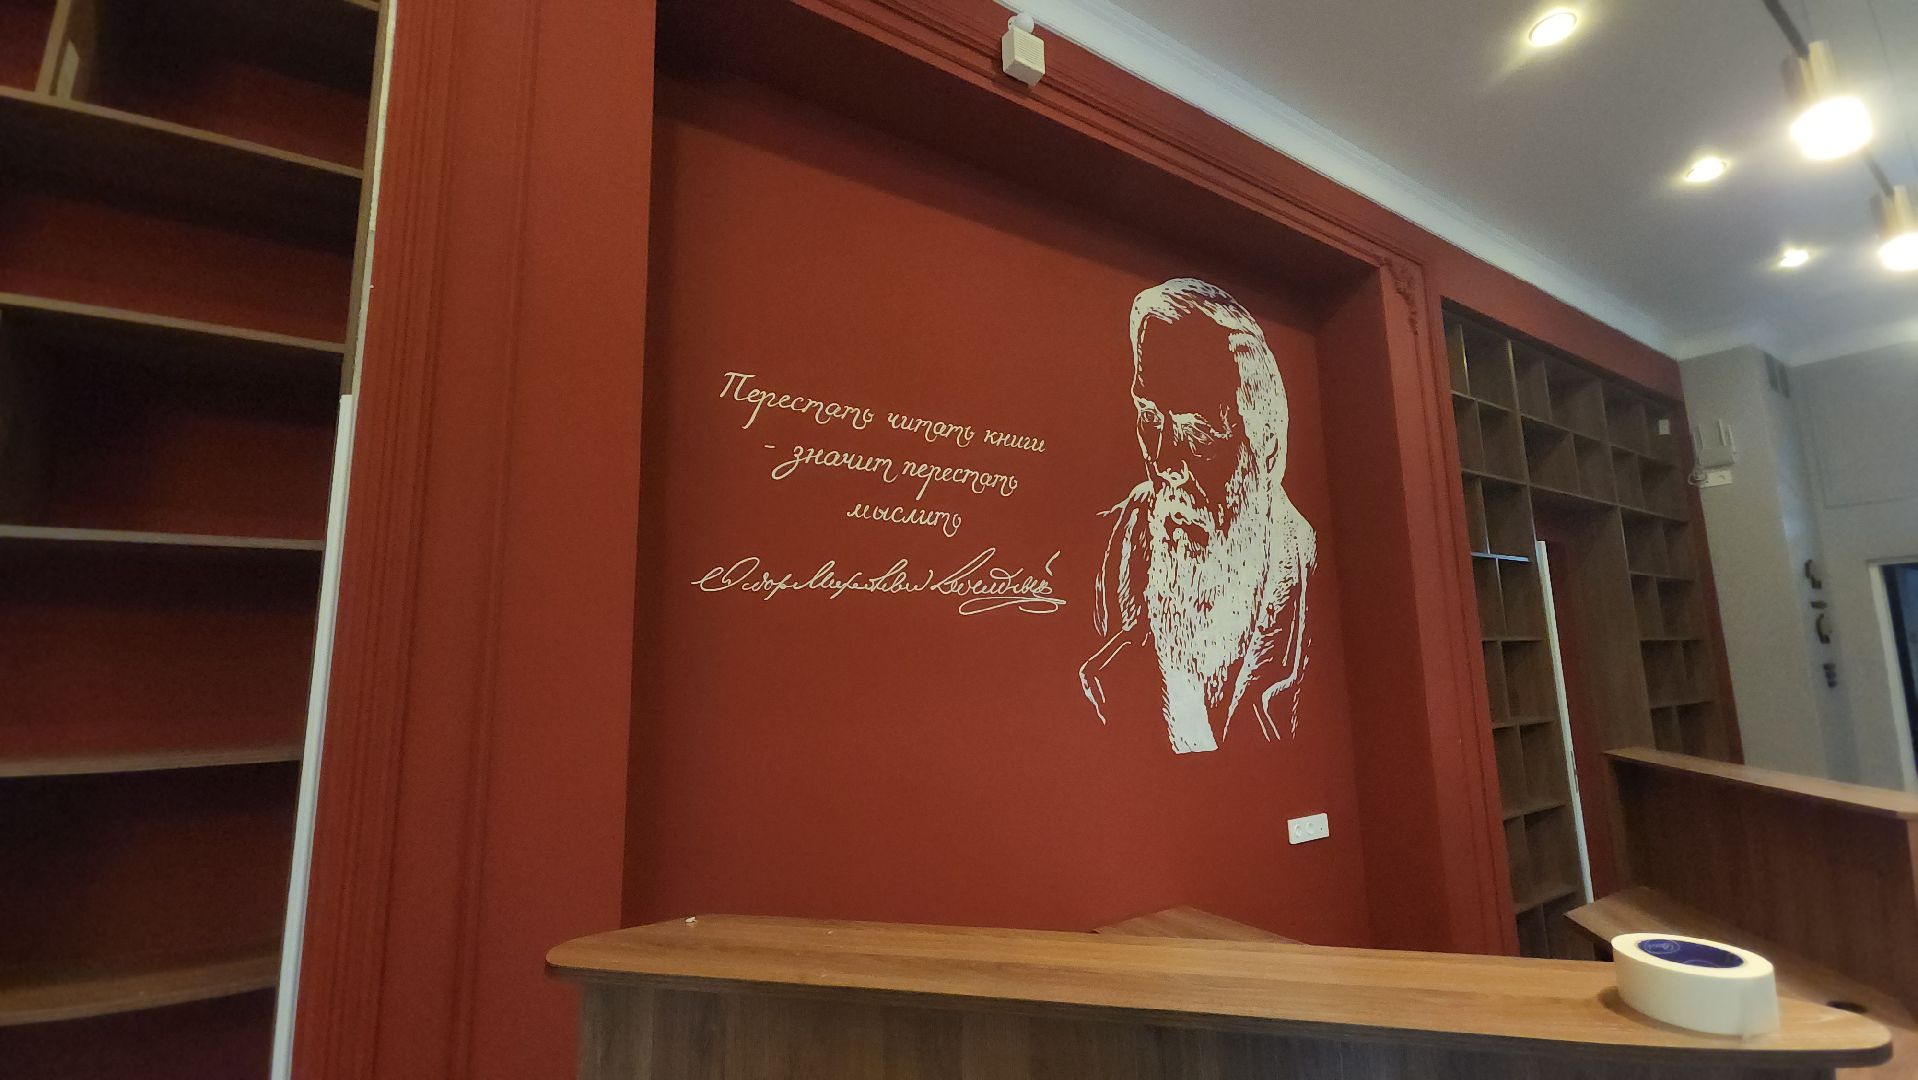 Перестать читать книги
- значит перестать
мыслить